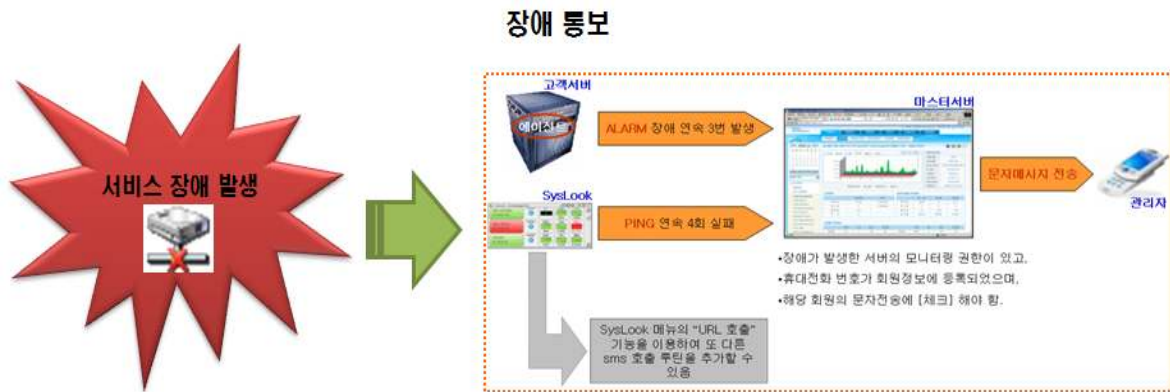 장애 통보
서비스 장애 발생
고객서버
에이전트
ALARM 장애 연속 3번 발생
마스터서버
문자메시지 전송
관리자
SysLook
PING 연속 4회 실패
•장애가 발생한 서버의 모니터링 권한이 있고,
•휴대전화 번호가 회원정보에 등록되었으며,
•해당 회원의 문자전송에 [체크] 해야 함.
SysLook 메뉴의 "URL 호출"
기능을 이용하여 또 다른
sms 호출 루틴을 추가할 수
있음